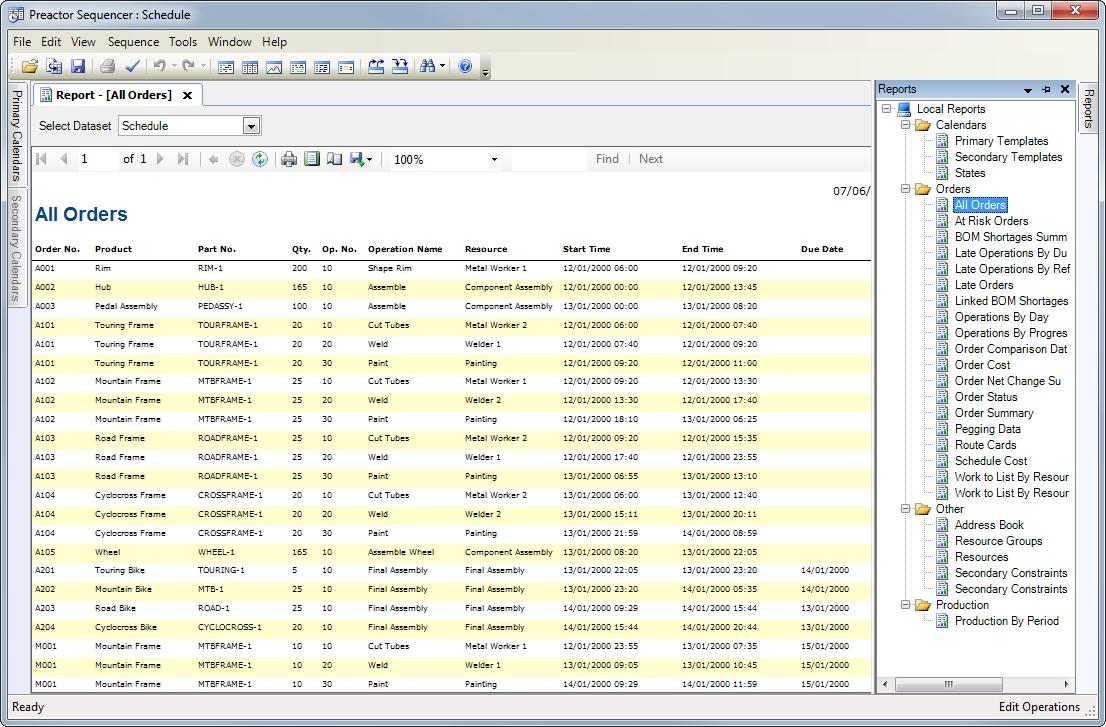 Preactor Sequencer : Schedule
File Edit View Sequence Tools Window Help
Primary Calendars
Secondary Calendars
Report - [All Orders]
Select Dataset Schedule
1 of 1 100% Find Next
07/06/
All Orders
Order No. Product Part No. Qty. Op. No. Operation Name Resource Start Time End Time Due Date
A001 Rim RIM-1 200 10 Shape Rim Metal Worker 1 12/01/2000 06:00 12/01/2000 09:20
A002 Hub HUB-1 165 10 Assemble Component Assembly 12/01/2000 00:00 12/01/2000 13:45
A003 Pedal Assembly PEDASSY-1 100 10 Assemble Component Assembly 13/01/2000 00:00 13/01/2000 08:20
A101 Touring Frame TOURFRAME-1 20 10 Cut Tubes Metal Worker 2 12/01/2000 06:00 12/01/2000 07:40
A101 Touring Frame TOURFRAME-1 20 20 Weld Welder 1 12/01/2000 07:40 12/01/2000 09:20
A101 Touring Frame TOURFRAME-1 20 30 Paint Painting 12/01/2000 09:20 12/01/2000 11:00
A102 Mountain Frame MTBFRAME-1 25 10 Cut Tubes Metal Worker 1 12/01/2000 09:20 12/01/2000 13:30
A102 Mountain Frame MTBFRAME-1 25 20 Weld Welder 2 12/01/2000 13:30 12/01/2000 17:40
A102 Mountain Frame MTBFRAME-1 25 30 Paint Painting 12/01/2000 18:10 13/01/2000 06:25
A103 Road Frame ROADFRAME-1 25 10 Cut Tubes Metal Worker 2 12/01/2000 09:20 12/01/2000 15:35
A103 Road Frame ROADFRAME-1 25 20 Weld Welder 1 12/01/2000 17:40 12/01/2000 23:55
A103 Road Frame ROADFRAME-1 25 30 Paint Painting 13/01/2000 06:55 13/01/2000 13:10
A104 Cyclocross Frame CROSSFRAME-1 20 10 Cut Tubes Metal Worker 2 13/01/2000 06:00 13/01/2000 12:40
A104 Cyclocross Frame CROSSFRAME-1 20 20 Weld Welder 2 13/01/2000 15:11 13/01/2000 20:11
A104 Cyclocross Frame CROSSFRAME-1 20 30 Paint Painting 13/01/2000 21:59 14/01/2000 08:59
A105 Wheel WHEEL-1 165 10 Assemble Wheel Component Assembly 13/01/2000 08:20 13/01/2000 22:05
A201 Touring Bike TOURING-1 5 10 Final Assembly Final Assembly 13/01/2000 22:05 13/01/2000 23:20 14/01/2000
A202 Mountain Bike MTB-1 25 10 Final Assembly Final Assembly 13/01/2000 23:20 14/01/2000 05:35 14/01/2000
A203 Road Bike ROAD-1 25 10 Final Assembly Final Assembly 14/01/2000 09:29 14/01/2000 15:44 13/01/2000
A204 Cyclocross Bike CYCLOCROSS-1 20 10 Final Assembly Final Assembly 14/01/2000 15:44 14/01/2000 20:44 13/01/2000
M001 Mountain Frame MTBFRAME-1 10 10 Cut Tubes Metal Worker 1 12/01/2000 23:55 13/01/2000 07:35 15/01/2000
M001 Mountain Frame MTBFRAME-1 10 20 Weld Welder 1 13/01/2000 09:05 13/01/2000 10:45 15/01/2000
M001 Mountain Frame MTBFRAME-1 10 30 Paint Painting 14/01/2000 09:29 14/01/2000 11:59 15/01/2000
Reports
Local Reports
Calendars
Primary Templates
Secondary Templates
States
Orders
All Orders
At Risk Orders
BOM Shortages Summ
Late Operations By Du
Late Operations By Ref
Late Orders
Linked BOM Shortages
Operations By Day
Operations By Progres
Order Comparison Dat
Order Cost
Order Net Change Su
Order Status
Order Summary
Pegging Data
Route Cards
Schedule Cost
Work to List By Resour
Work to List By Resour
Other
Address Book
Resource Groups
Resources
Secondary Constraints
Secondary Constraints
Production
Production By Period
Reports
Ready
Edit Operations